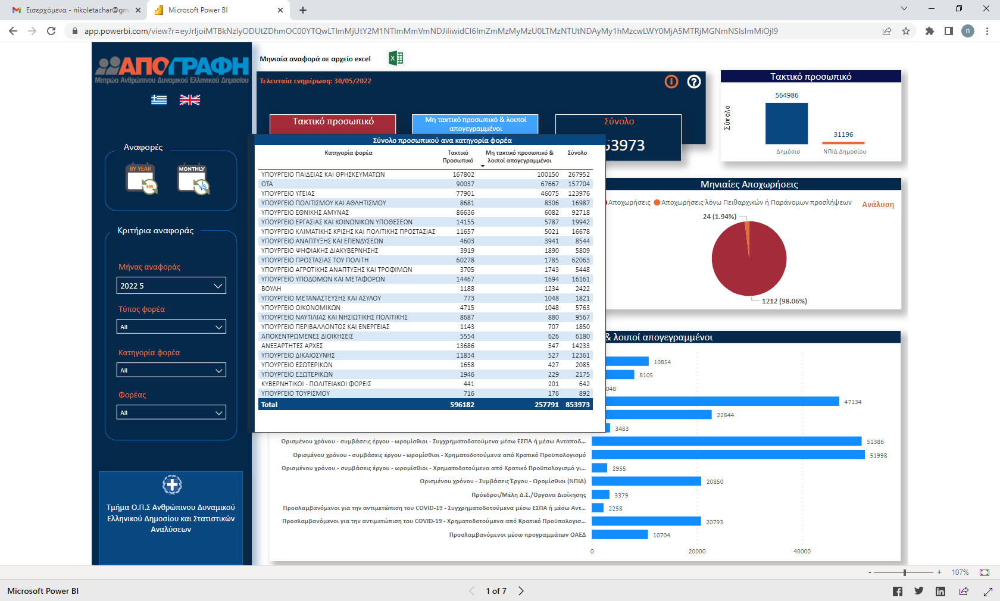 Εισερχόμενα - nikoletachar@gm
Microsoft Power BI
app.powerbi.com/view?r=eyJrIjoiMTBkNzIyODUtZDhmOC00YTQwLTlmMjUtY2M1NTlmMmVmNDJiIiwidCI6ImZmMzMyMzU0LTMzNTUtNDAyMy1hMzcwLWY0MjA5MTRjMGNmNSIsImMiOjl9
n
ΑΠΟΓΡΑΦΗ
Μητρώο Ανθρώπινου Δυναμικού Ελληνικού Δημοσίου
Αναφορές
BY YEAR
365
MONTHLY
VS
Κριτήρια αναφοράς
Μήνας αναφοράς
2022 5
Τύπος φορέα
All
Κατηγορία φορέα
All
Φορέας
All
Τμήμα Ο.Π.Σ Ανθρώπινου Δυναμικού
Ελληνικού Δημοσίου και Στατιστικών
Αναλύσεων
Μηνιαία αναφορά σε αρχείο excel
Τελευταία ενημέρωση: 30/05/2022
Τακτικό προσωπικό
Μη τακτικό προσωπικό & λοιποί
απογεγραμμένοι
Σύνολο
53973
Σύνολο προσωπικού ανα κατηγορία φορέα
Κατηγορία φορέα Τακτικό Προσωπικό Μη τακτικό προσωπικό & λοιποί απογεγραμμένοι Σύνολο
ΥΠΟΥΡΓΕΙΟ ΠΑΙΔΕΙΑΣ ΚΑΙ ΘΡΗΣΚΕΥΜΑΤΩΝ 167802 100150 267952
ΟΤΑ 90037 67667 157704
ΥΠΟΥΡΓΕΙΟ ΥΓΕΙΑΣ 77901 46075 123976
ΥΠΟΥΡΓΕΙΟ ΠΟΛΙΤΙΣΜΟΥ ΚΑΙ ΑΘΛΗΤΙΣΜΟΥ 8681 8306 16987
ΥΠΟΥΡΓΕΙΟ ΕΘΝΙΚΗΣ ΑΜΥΝΑΣ 86636 6082 92718
ΥΠΟΥΡΓΕΙΟ ΕΡΓΑΣΙΑΣ ΚΑΙ ΚΟΙΝΩΝΙΚΩΝ ΥΠΟΘΕΣΕΩΝ 14155 5787 19942
ΥΠΟΥΡΓΕΙΟ ΚΛΙΜΑΤΙΚΗΣ ΚΡΙΣΗΣ ΚΑΙ ΠΟΛΙΤΙΚΗΣ ΠΡΟΣΤΑΣΙΑΣ 11657 5021 16678
ΥΠΟΥΡΓΕΙΟ ΑΝΑΠΤΥΞΗΣ ΚΑΙ ΕΠΕΝΔΥΣΕΩΝ 4603 3941 8544
ΥΠΟΥΡΓΕΙΟ ΨΗΦΙΑΚΗΣ ΔΙΑΚΥΒΕΡΝΗΣΗΣ 3919 1890 5809
ΥΠΟΥΡΓΕΙΟ ΠΡΟΣΤΑΣΙΑΣ ΤΟΥ ΠΟΛΙΤΗ 60278 1785 62063
ΥΠΟΥΡΓΕΙΟ ΑΓΡΟΤΙΚΗΣ ΑΝΑΠΤΥΞΗΣ ΚΑΙ ΤΡΟΦΙΜΩΝ 3705 1743 5448
ΥΠΟΥΡΓΕΙΟ ΥΠΟΔΟΜΩΝ ΚΑΙ ΜΕΤΑΦΟΡΩΝ 14467 1694 16161
ΒΟΥΛΗ 1188 1234 2422
ΥΠΟΥΡΓΕΙΟ ΜΕΤΑΝΑΣΤΕΥΣΗΣ ΚΑΙ ΑΣΥΛΟΥ 773 1048 1821
ΥΠΟΥΡΓΕΙΟ ΟΙΚΟΝΟΜΙΚΩΝ 4715 1048 5763
ΥΠΟΥΡΓΕΙΟ ΝΑΥΤΙΛΙΑΣ ΚΑΙ ΝΗΣΙΩΤΙΚΗΣ ΠΟΛΙΤΙΚΗΣ 8687 880 9567
ΥΠΟΥΡΓΕΙΟ ΠΕΡΙΒΑΛΛΟΝΤΟΣ ΚΑΙ ΕΝΕΡΓΕΙΑΣ 1143 707 1850
ΑΠΟΚΕΝΤΡΩΜΕΝΕΣ ΔΙΟΙΚΗΣΕΙΣ 5554 626 6180
ΑΝΕΞΑΡΤΗΤΕΣ ΑΡΧΕΣ 13686 547 14233
ΥΠΟΥΡΓΕΙΟ ΔΙΚΑΙΟΣΥΝΗΣ 11834 527 12361
ΥΠΟΥΡΓΕΙΟ ΕΣΩΤΕΡΙΚΩΝ 1658 427 2085
ΥΠΟΥΡΓΕΙΟ ΕΞΩΤΕΡΙΚΩΝ 1946 229 2175
ΚΥΒΕΡΝΗΤΙΚΟΙ - ΠΟΛΙΤΕΙΑΚΟΙ ΦΟΡΕΙΣ 441 201 642
ΥΠΟΥΡΓΕΙΟ ΤΟΥΡΙΣΜΟΥ 716 176 892
Total 596182 257791 853973
Τακτικό προσωπικό
Σύνολο
564986
31196
Δημόσιο ΝΠΙΔ Δημοσίου
Μηνιαίες Αποχωρήσεις
Αποχωρήσεις Αποχωρήσεις λόγω Πειθαρχικών ή Παράνομων προσλήψεων
Ανάλυση
24 (1.94%)
1212 (98.06%)
& λοιποί απογεγραμμένοι
10854
8105
048
47134
22844
3483
Ορισμένου χρόνου - συμβάσεις έργου - ωρομίσθιοι - Συγχρηματοδοτούμενα μέσω ΕΣΠΑ ή μέσω Ανταποδ... 51386
Ορισμένου χρόνου - συμβάσεις έργου - ωρομίσθιοι - Χρηματοδοτούμενα από Κρατικό Προϋπολογισμό 51998
Ορισμένου χρόνου - συμβάσεις έργου - ωρομίσθιοι - Χρηματοδοτούμενα από Κρατικό Προϋπολογισμό γι... 2955
Ορισμένου χρόνου - Συμβάσεις Έργου - Ωρομίσθιοι (ΝΠΙΔ) 20850
Πρόεδροι/Μέλη Δ.Σ./Οργανα Διοίκησης 3379
Προσλαμβανόμενοι για την αντιμετώπιση του COVID-19 - Συγχρηματοδοτούμενα μέσω ΕΣΠΑ ή μέσω Αντ... 2258
Προσλαμβανόμενοι για την αντιμετώπιση του COVID-19 - Χρηματοδοτούμενα από Κρατικό Προϋπολογισ... 20793
Προσλαμβανόμενοι μέσω προγραμμάτων ΟΑΕΔ 10704
0 20000 40000
- + 107%
Microsoft Power BI
1 of 7